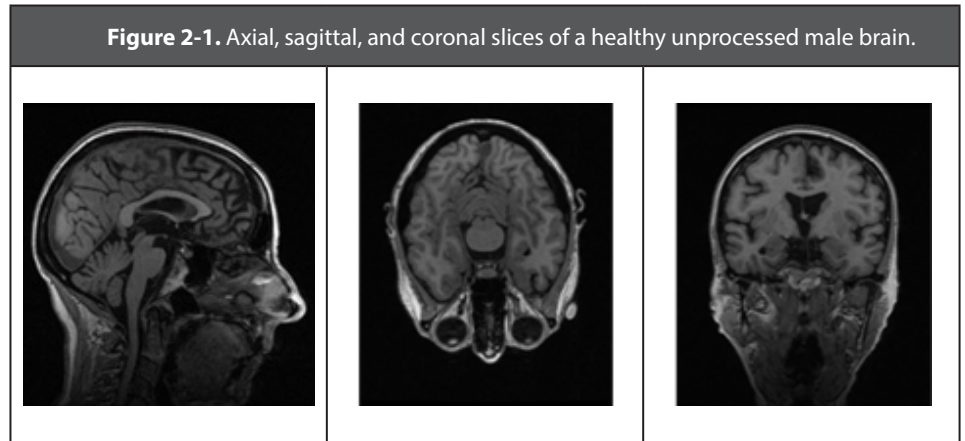 Figure 2-1. Axial, sagittal, and coronal slices of a healthy unprocessed male brain.